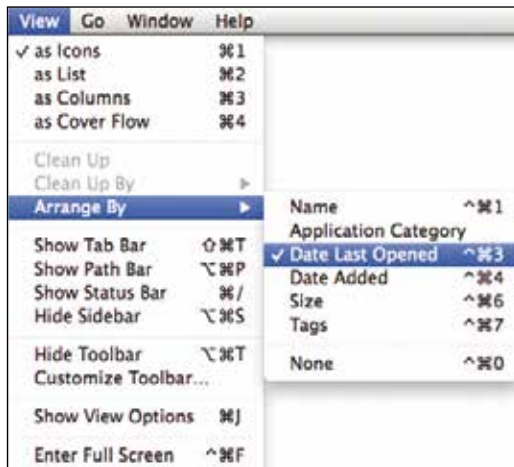 View Go Window Help
✓ as Icons ⌘1
as List ⌘2
as Columns ⌘3
as Cover Flow ⌘4
Clean Up
Clean Up By ▶
Arrange By ▶
Show Tab Bar ⇧⌘T
Show Path Bar ⌥⌘P
Show Status Bar ⌘/
Hide Sidebar ⌥⌘S
Hide Toolbar ⌥⌘T
Customize Toolbar...
Show View Options ⌘J
Enter Full Screen ^⌘F
Name ^⌘1
Application Category
✓ Date Last Opened ^⌘3
Date Added ^⌘4
Size ^⌘6
Tags ^⌘7
None ^⌘0